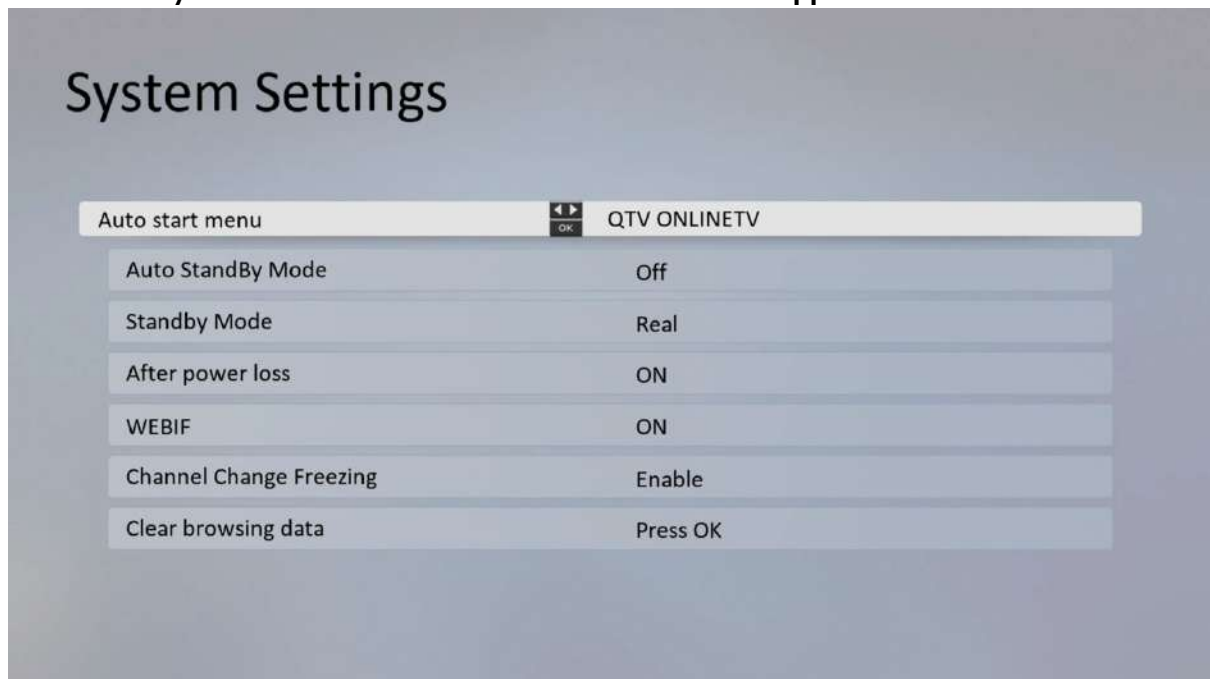 System Settings
Auto start menu OK QTV ONLINETV
Auto StandBy Mode Off
Standby Mode Real
After power loss ON
WEBIF ON
Channel Change Freezing Enable
Clear browsing data Press OK